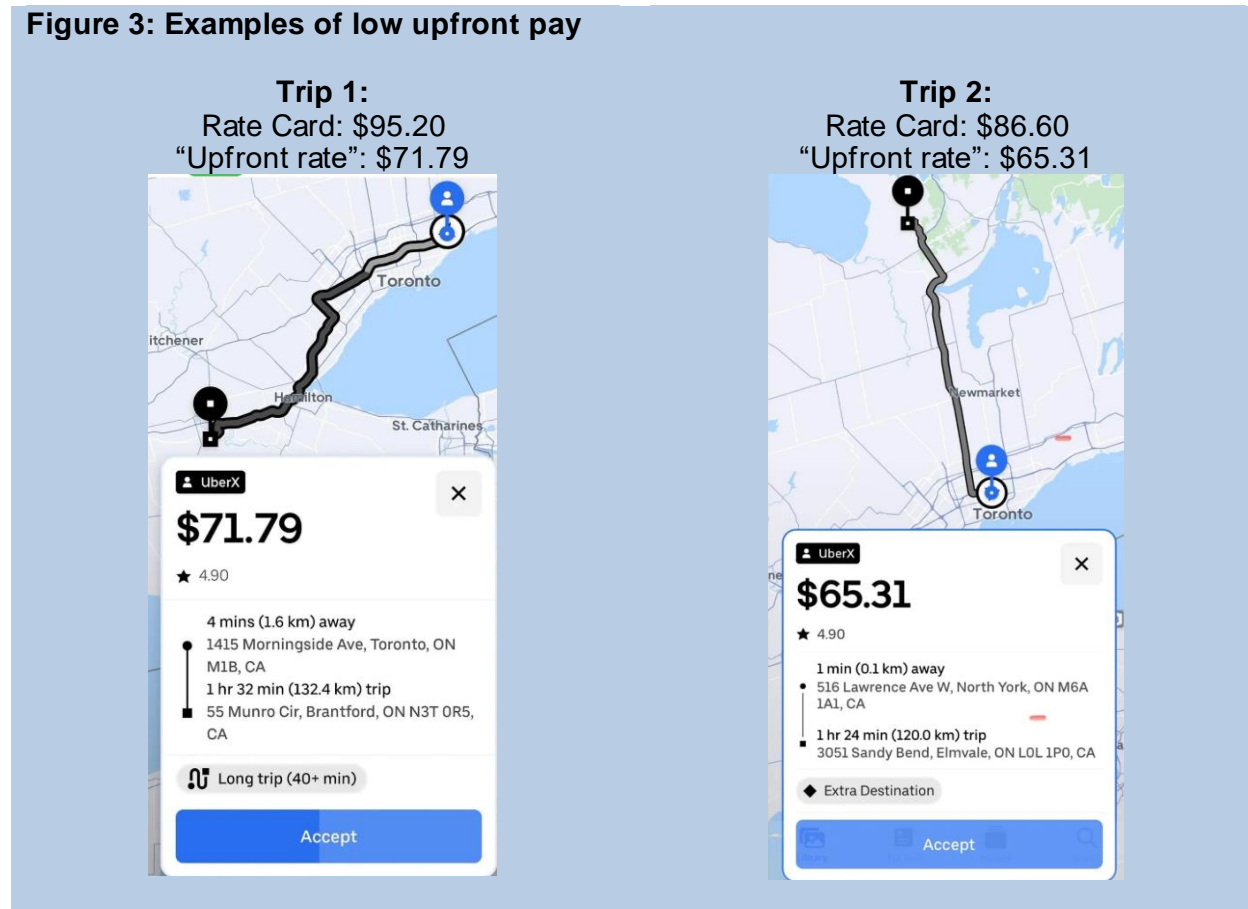 Figure 3: Examples of low upfront pay
Trip 1:
Rate Card: $95.20
“Upfront rate”: $71.79
Toronto
itchener
Hamilton
St. Catharines
UberX
$71.79
4.90
4 mins (1.6 km) away
1415 Morningside Ave, Toronto, ON
M1B, CA
1 hr 32 min (132.4 km) trip
55 Munro Cir, Brantford, ON N3T 0R5,
CA
Long trip (40+ min)
Accept
Trip 2:
Rate Card: $86.60
“Upfront rate”: $65.31
Newmarket
Toronto
ne
UberX
$65.31
4.90
1 min (0.1 km) away
516 Lawrence Ave W, North York, ON M6A
1A1, CA
1 hr 24 min (120.0 km) trip
3051 Sandy Bend, Elmvale, ON L0L 1P0, CA
Extra Destination
Accept
Library